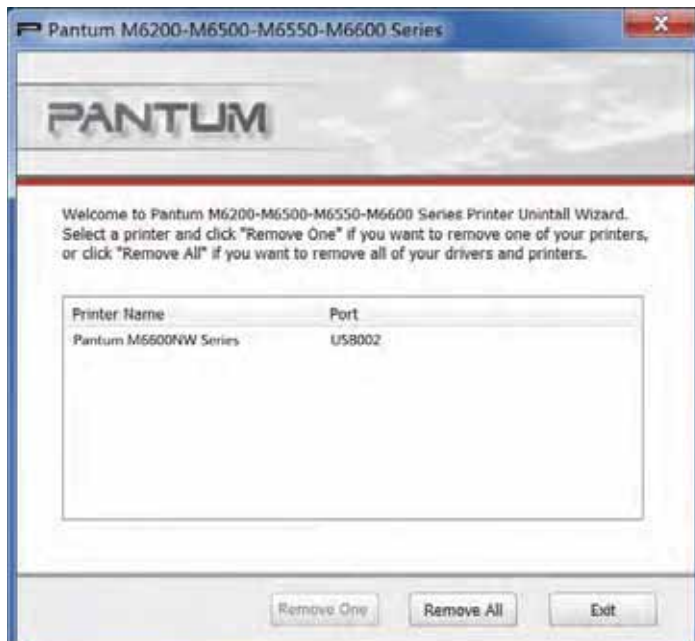 Pantum M6200-M6500-M6550-M6600 Series
X
PANTUM
Welcome to Pantum M6200-M6500-M6550-M6600 Series Printer Unintall Wizard.
Select a printer and click "Remove One" if you want to remove one of your printers,
or click "Remove All" if you want to remove all of your drivers and printers.
Printer Name Port
Pantum M6600NW Series USB002
Remove One Remove All Exit